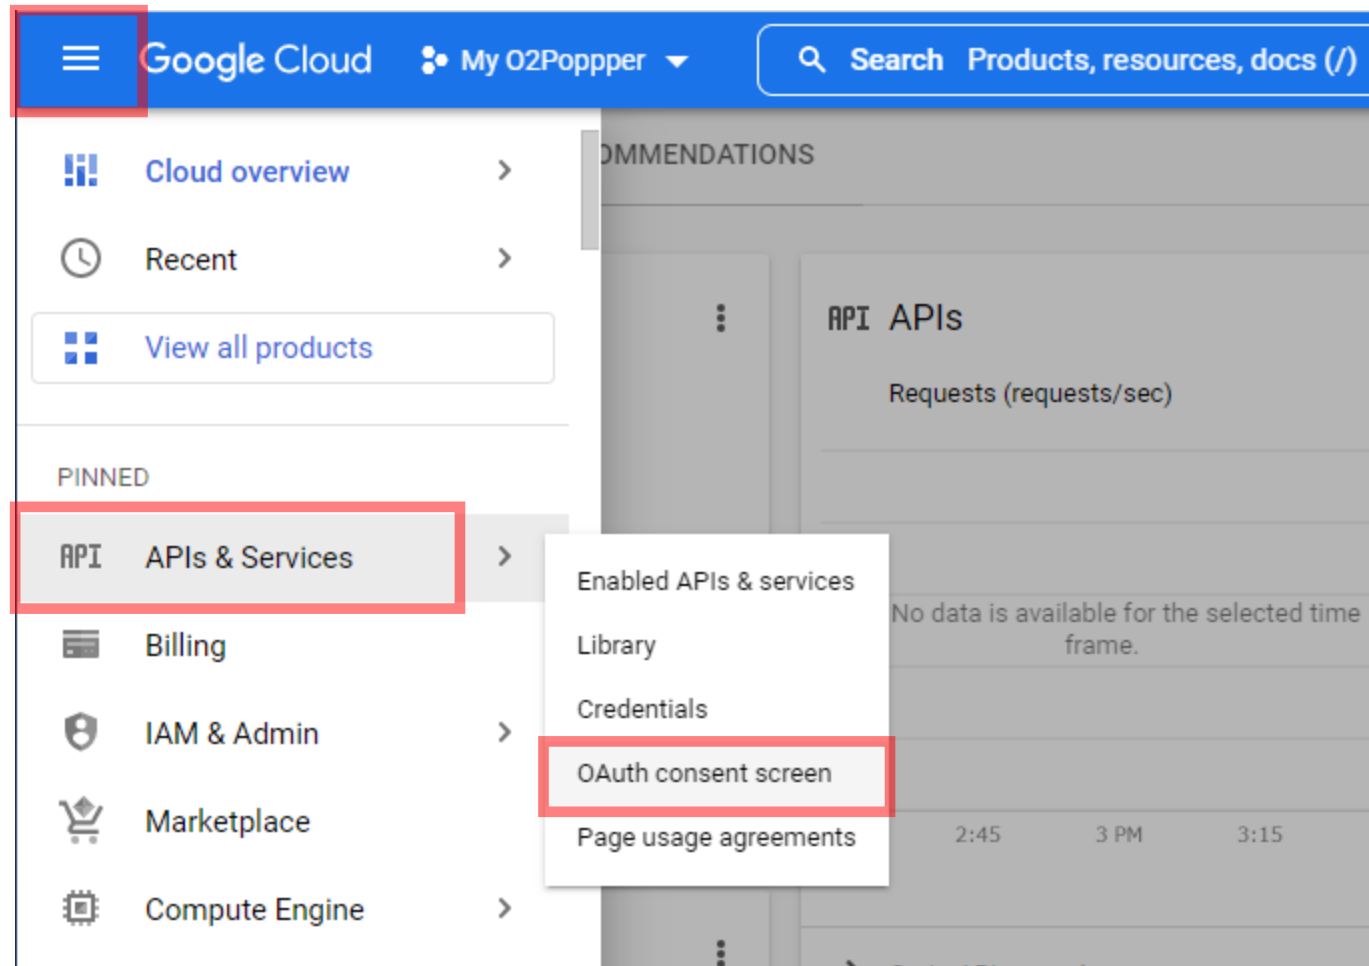 Google Cloud
My O2Poppper
Search Products, resources, docs (/)
Cloud overview
Recent
View all products
PINNED
API APIs & Services
Billing
IAM & Admin
Marketplace
Compute Engine
Enabled APIs & services
Library
Credentials
OAuth consent screen
Page usage agreements
OMMENDATIONS
API APIs
Requests (requests/sec)
No data is available for the selected time
frame.
2:45 3 PM 3:15